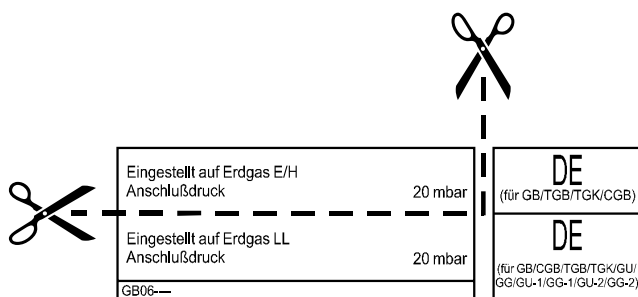 Eingestellt auf Erdgas E/H
Anschlußdruck 20 mbar
Eingestellt auf Erdgas LL
Anschlußdruck 20 mbar
GB06-—
DE
(für GB/TGB/TGK/CGB)
DE
(für GB/CGB/TGB/TGK/GU/
GG/GU-1/GG-1/GU-2/GG-2)